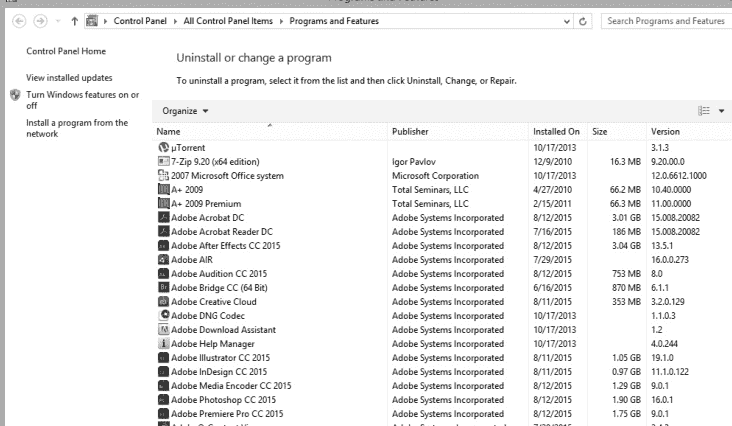 Programs and Features
Control Panel All Control Panel Items Programs and Features Search Programs and Features
Control Panel Home
View installed updates
Turn Windows features on or off
Install a program from the network
Uninstall or change a program
To uninstall a program, select it from the list and then click Uninstall, Change, or Repair.
Organize
Name Publisher Installed On Size Version
µTorrent 10/17/2013 3.1.3
7-Zip 9.20 (x64 edition) Igor Pavlov 12/9/2010 16.3 MB 9.20.00.0
2007 Microsoft Office system Microsoft Corporation 10/17/2013 12.0.6612.1000
A+ 2009 Total Seminars, LLC 4/27/2010 66.2 MB 10.40.0000
A+ 2009 Premium Total Seminars, LLC 2/15/2011 66.3 MB 11.00.0000
Adobe Acrobat DC Adobe Systems Incorporated 8/12/2015 3.01 GB 15.008.20082
Adobe Acrobat Reader DC Adobe Systems Incorporated 7/16/2015 186 MB 15.008.20082
Adobe After Effects CC 2015 Adobe Systems Incorporated 8/12/2015 3.04 GB 13.5.1
Adobe AIR Adobe Systems Incorporated 7/29/2015 16.0.0.273
Adobe Audition CC 2015 Adobe Systems Incorporated 8/12/2015 753 MB 8.0
Adobe Bridge CC (64 Bit) Adobe Systems Incorporated 6/16/2015 870 MB 6.1.1
Adobe Creative Cloud Adobe Systems Incorporated 8/11/2015 353 MB 3.2.0.129
Adobe DNG Codec Adobe Systems Incorporated 10/17/2013 1.1.0.3
Adobe Download Assistant Adobe Systems Incorporated 10/17/2013 1.2
Adobe Help Manager Adobe Systems Incorporated 10/17/2013 4.0.244
Adobe Illustrator CC 2015 Adobe Systems Incorporated 8/11/2015 1.05 GB 19.1.0
Adobe InDesign CC 2015 Adobe Systems Incorporated 8/11/2015 0.97 GB 11.1.0.122
Adobe Media Encoder CC 2015 Adobe Systems Incorporated 8/12/2015 1.29 GB 9.0.1
Adobe Photoshop CC 2015 Adobe Systems Incorporated 8/12/2015 1.90 GB 16.0.1
Adobe Premiere Pro CC 2015 Adobe Systems Incorporated 8/12/2015 1.75 GB 9.0.1